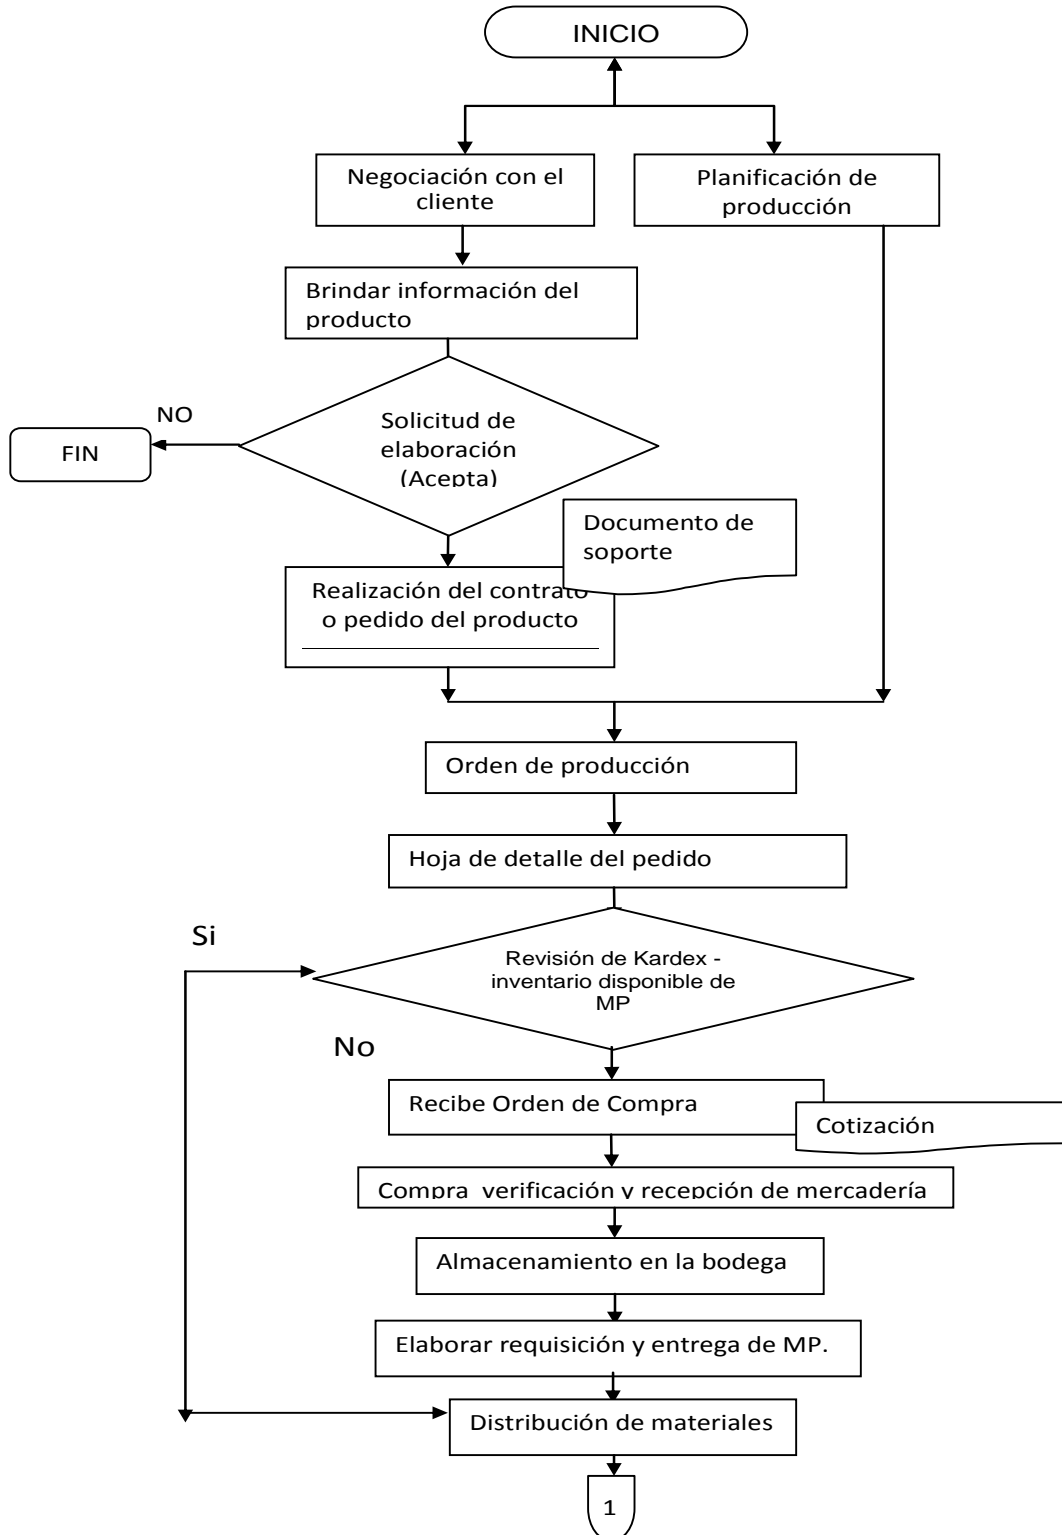 INICIO
Negociación con el
cliente
Planificación de
producción
Brindar información del
producto
NO
FIN
Solicitud de
elaboración
(Acepta)
Documento de
soporte
Realización del contrato
o pedido del producto
Orden de producción
Hoja de detalle del pedido
Si
Revisión de Kardex -
inventario disponible de
MP
No
Recibe Orden de Compra
Cotización
Compra verificación y recepción de mercadería
Almacenamiento en la bodega
Elaborar requisición y entrega de MP.
Distribución de materiales
1